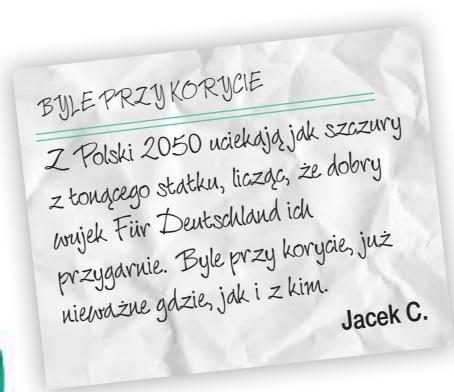 BYLE PRZY KORYCIE
Z Polski 2050 uciekają jak szczury
z tonącego statku, licząc, że dobry
wujek Für Deutschland ich
przygarnie. Byle przy korycie, już
nieważne gdzie, jak i z kim.
Jacek C.